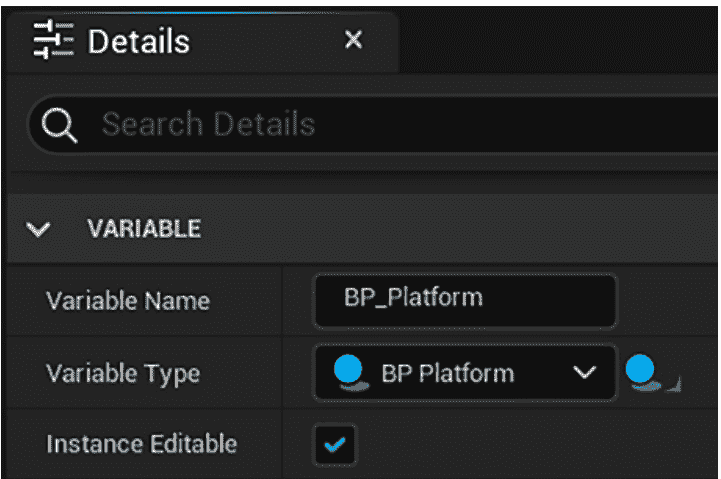 Details
Search Details
VARIABLE
Variable Name BP_Platform
Variable Type BP Platform
Instance Editable